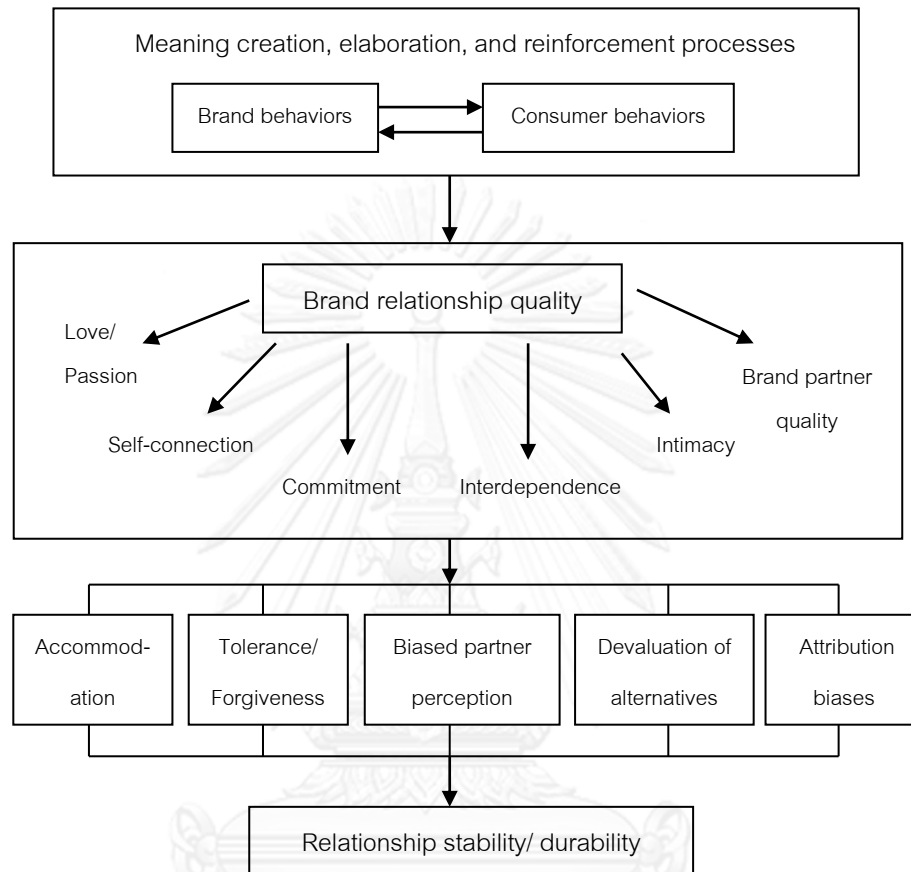 Meaning creation, elaboration, and reinforcement processes
Brand behaviors
Consumer behaviors
Brand relationship quality
Love/
Passion
Self-connection
Commitment
Interdependence
Intimacy
Brand partner
quality
Accommod-
ation
Tolerance/
Forgiveness
Biased partner
perception
Devaluation of
alternatives
Attribution
biases
Relationship stability/ durability